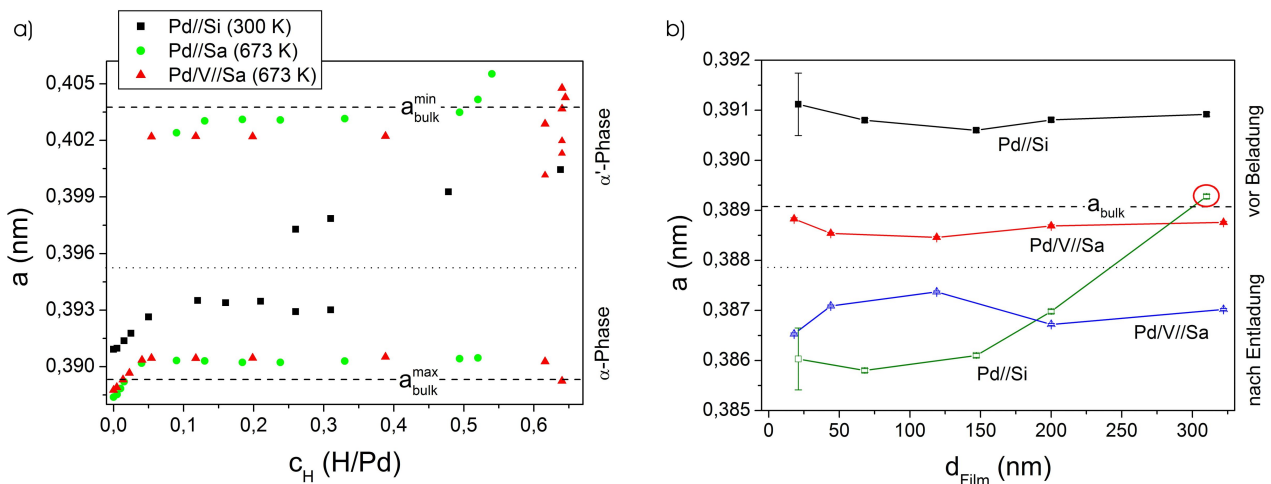 a)
Pd//Si (300 K)
Pd//Sa (673 K)
Pd/V//Sa (673 K)
0,405
0,402
0,399
0,396
0,393
0,390
a (nm)
a min bulk
a max bulk
α'-Phase
α-Phase
0,0 0,1 0,2 0,3 0,4 0,5 0,6
c_H (H/Pd)
b)
0,392
0,391
0,390
0,389
0,388
0,387
0,386
0,385
a (nm)
Pd//Si
a_bulk
Pd/V//Sa
Pd/V//Sa
Pd//Si
vor Beladung
nach Entladung
0 50 100 150 200 250 300
d_Film (nm)